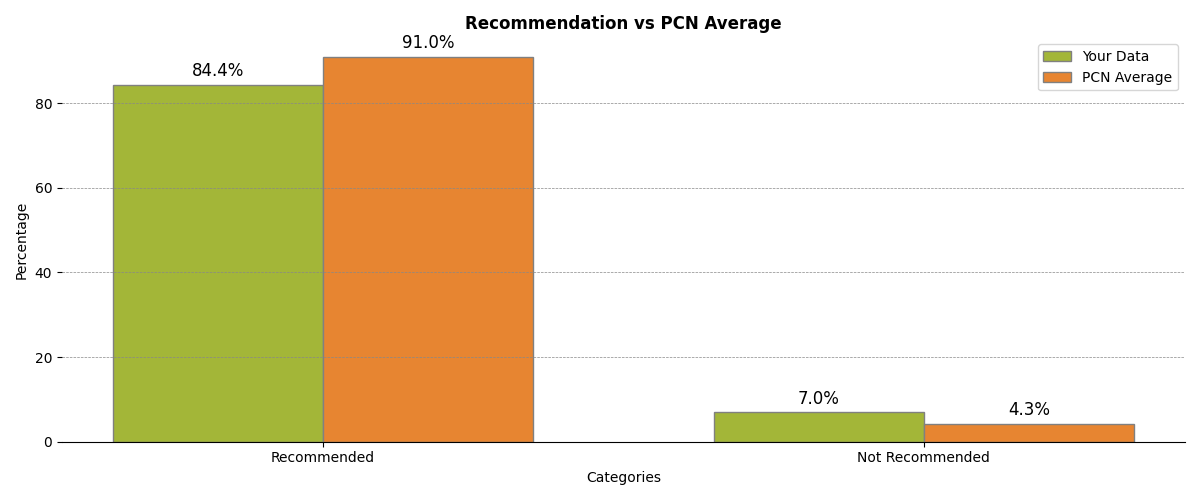 Recommendation vs PCN Average
91.0%
84.4%
Your Data
PCN Average
80
60
40
20
0
Percentage
7.0%
4.3%
Recommended
Not Recommended
Categories